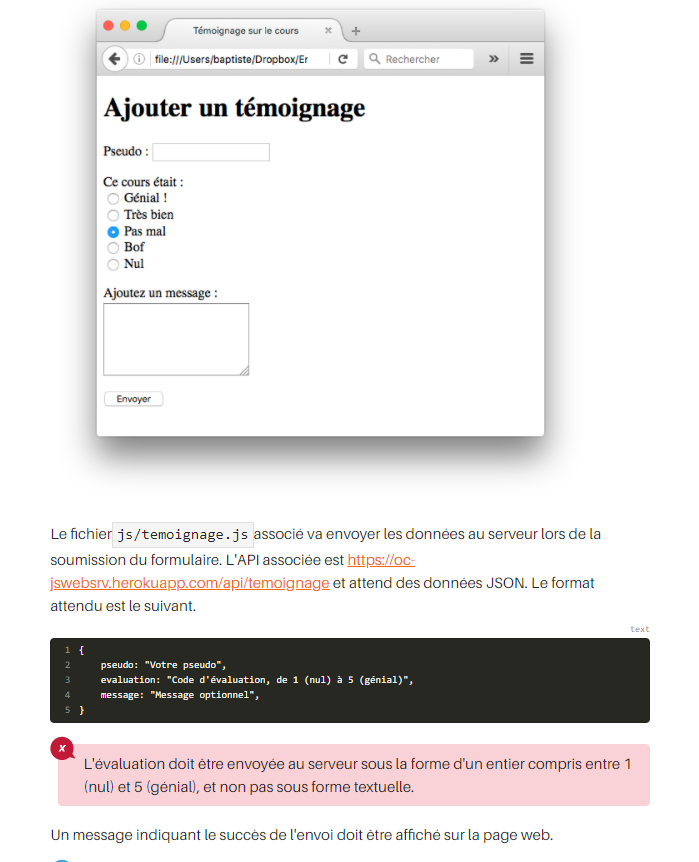 Témoignage sur le cours
file:///Users/baptiste/Dropbox/Er
Rechercher
Ajouter un témoignage
Pseudo :
Ce cours était :
Génial !
Très bien
Pas mal
Bof
Nul
Ajoutez un message :
Envoyer
Le fichier js/temoignage.js associé va envoyer les données au serveur lors de la
soumission du formulaire. L'API associée est https://oc-
jswebsrv.herokuapp.com/api/temoignage et attend des données JSON. Le format
attendu est le suivant.
text
1 {
2 pseudo: "Votre pseudo",
3 evaluation: "Code d'évaluation, de 1 (nul) à 5 (génial)",
4 message: "Message optionnel",
5 }
x
L'évaluation doit être envoyée au serveur sous la forme d'un entier compris entre 1
(nul) et 5 (génial), et non pas sous forme textuelle.
Un message indiquant le succès de l'envoi doit être affiché sur la page web.